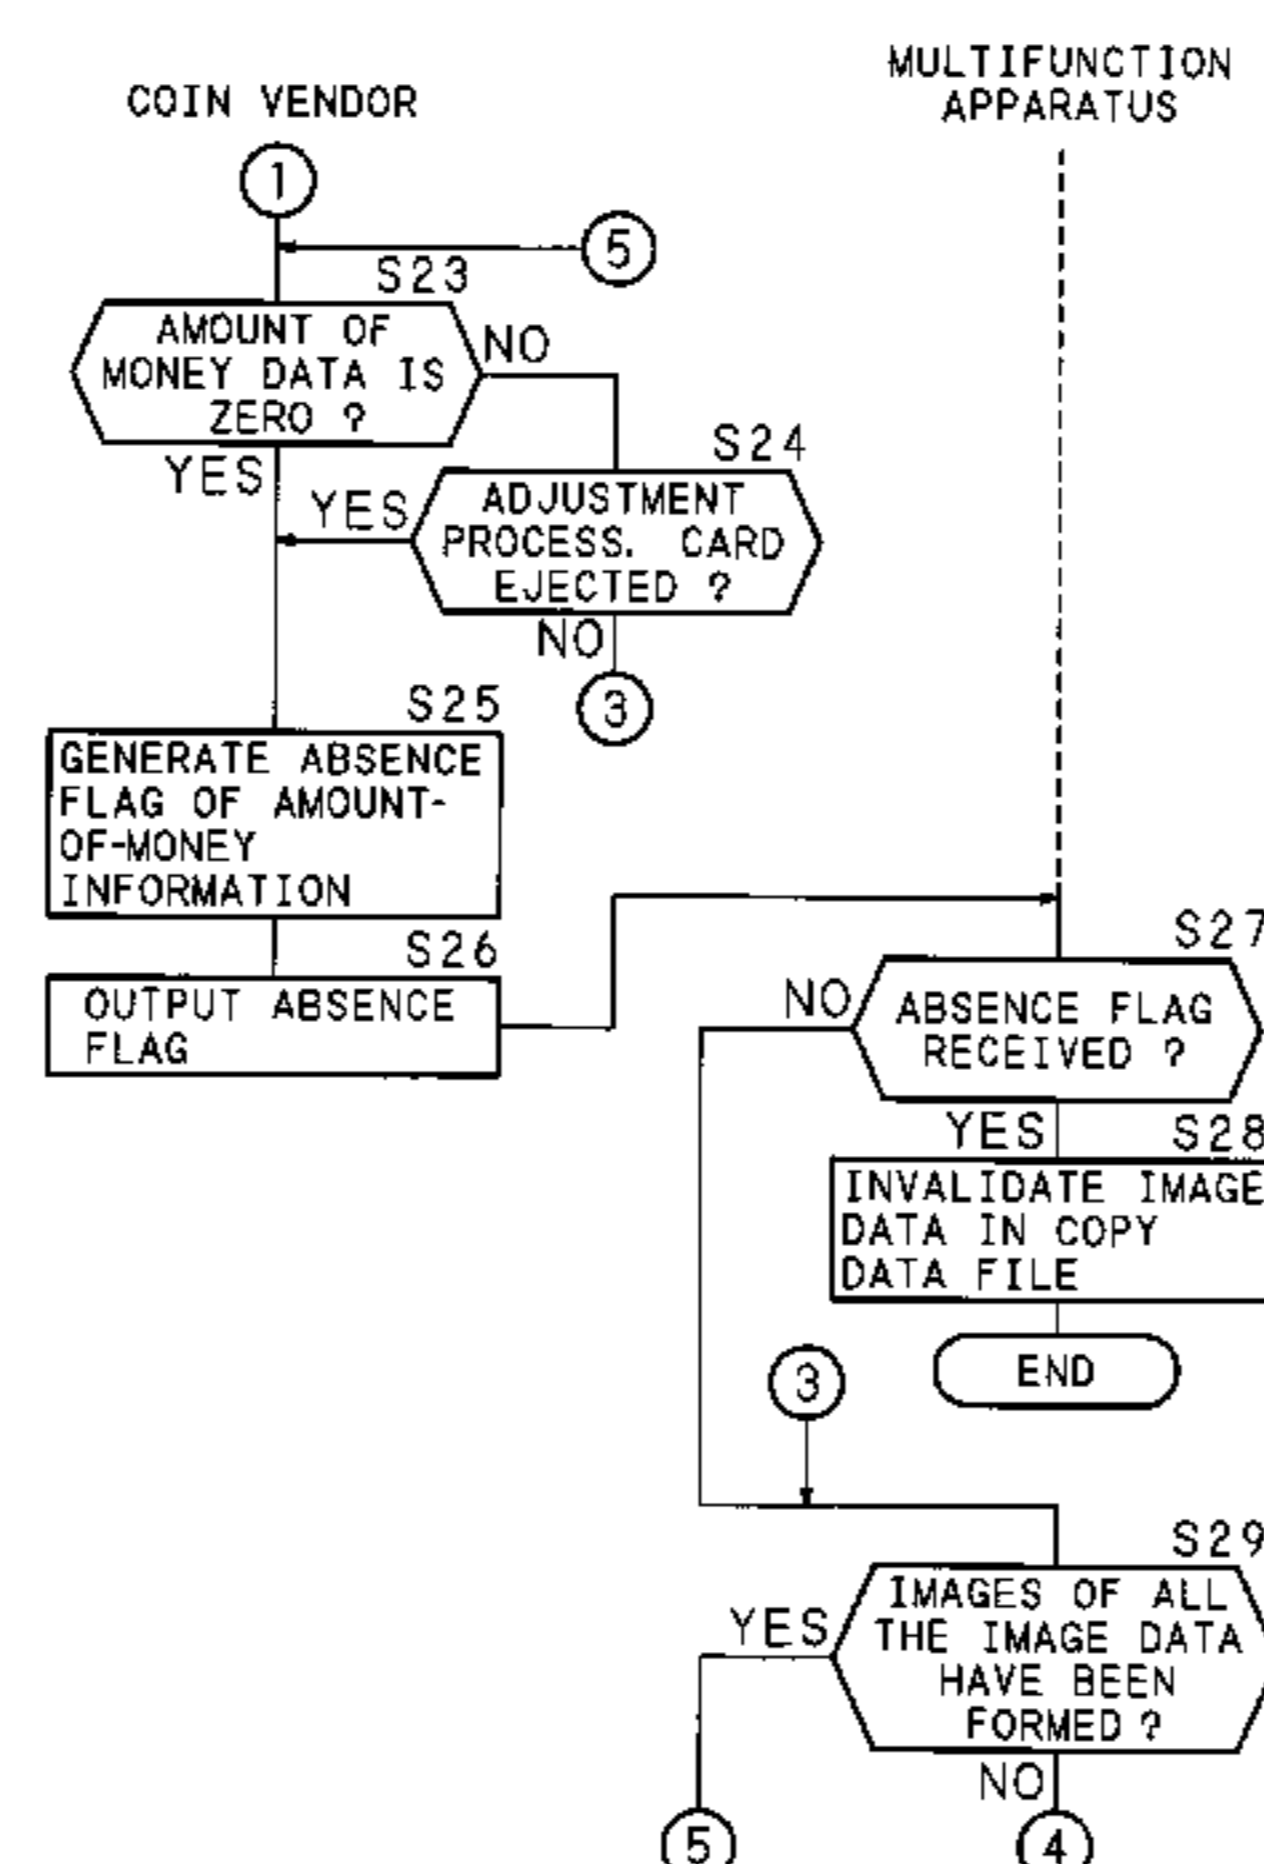 COIN VENDOR
MULTIFUNCTION
APPARATUS
1
5
S23
AMOUNT OF
MONEY DATA IS
ZERO ?
NO
YES
S24
ADJUSTMENT
PROCESS. CARD
EJECTED ?
YES
NO
3
S25
GENERATE ABSENCE
FLAG OF AMOUNT-
OF-MONEY
INFORMATION
S26
OUTPUT ABSENCE
FLAG
S27
ABSENCE FLAG
RECEIVED ?
NO
YES
S28
INVALIDATE IMAGE
DATA IN COPY
DATA FILE
END
3
S29
IMAGES OF ALL
THE IMAGE DATA
HAVE BEEN
FORMED ?
YES
NO
5
4